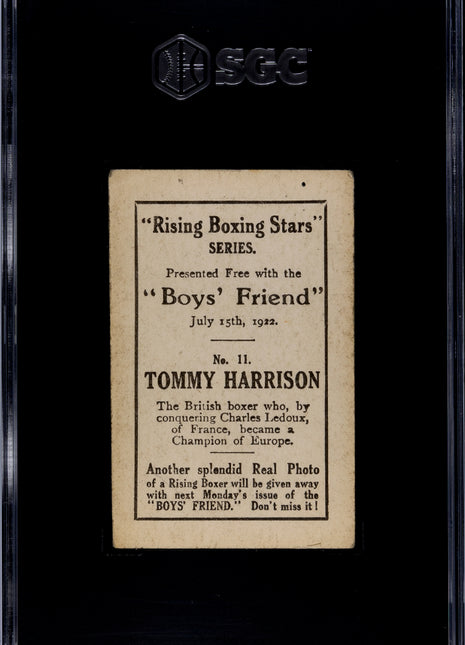 SGC
"Rising Boxing Stars"
SERIES.
Presented Free with the
"Boys' Friend"
July 15th, 1922.
No. 11.
TOMMY HARRISON
The British boxer who, by
conquering Charles Ledoux,
of France, became a
Champion of Europe.
Another splendid Real Photo
of a Rising Boxer will be given away
with next Monday's issue of the
"BOYS' FRIEND." Don't miss it!